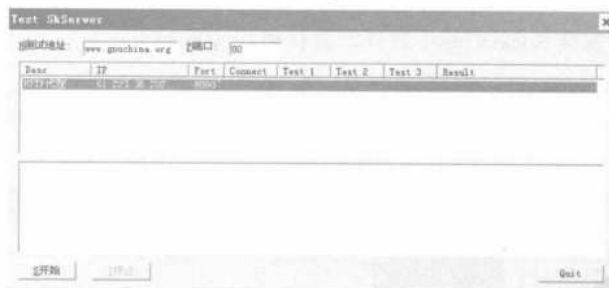 Test SkServer
测试地址 www.gnuchina.org 端口 80
Desc IP Port Connect Test 1 Test 2 Test 3 Result
S开始 Quit